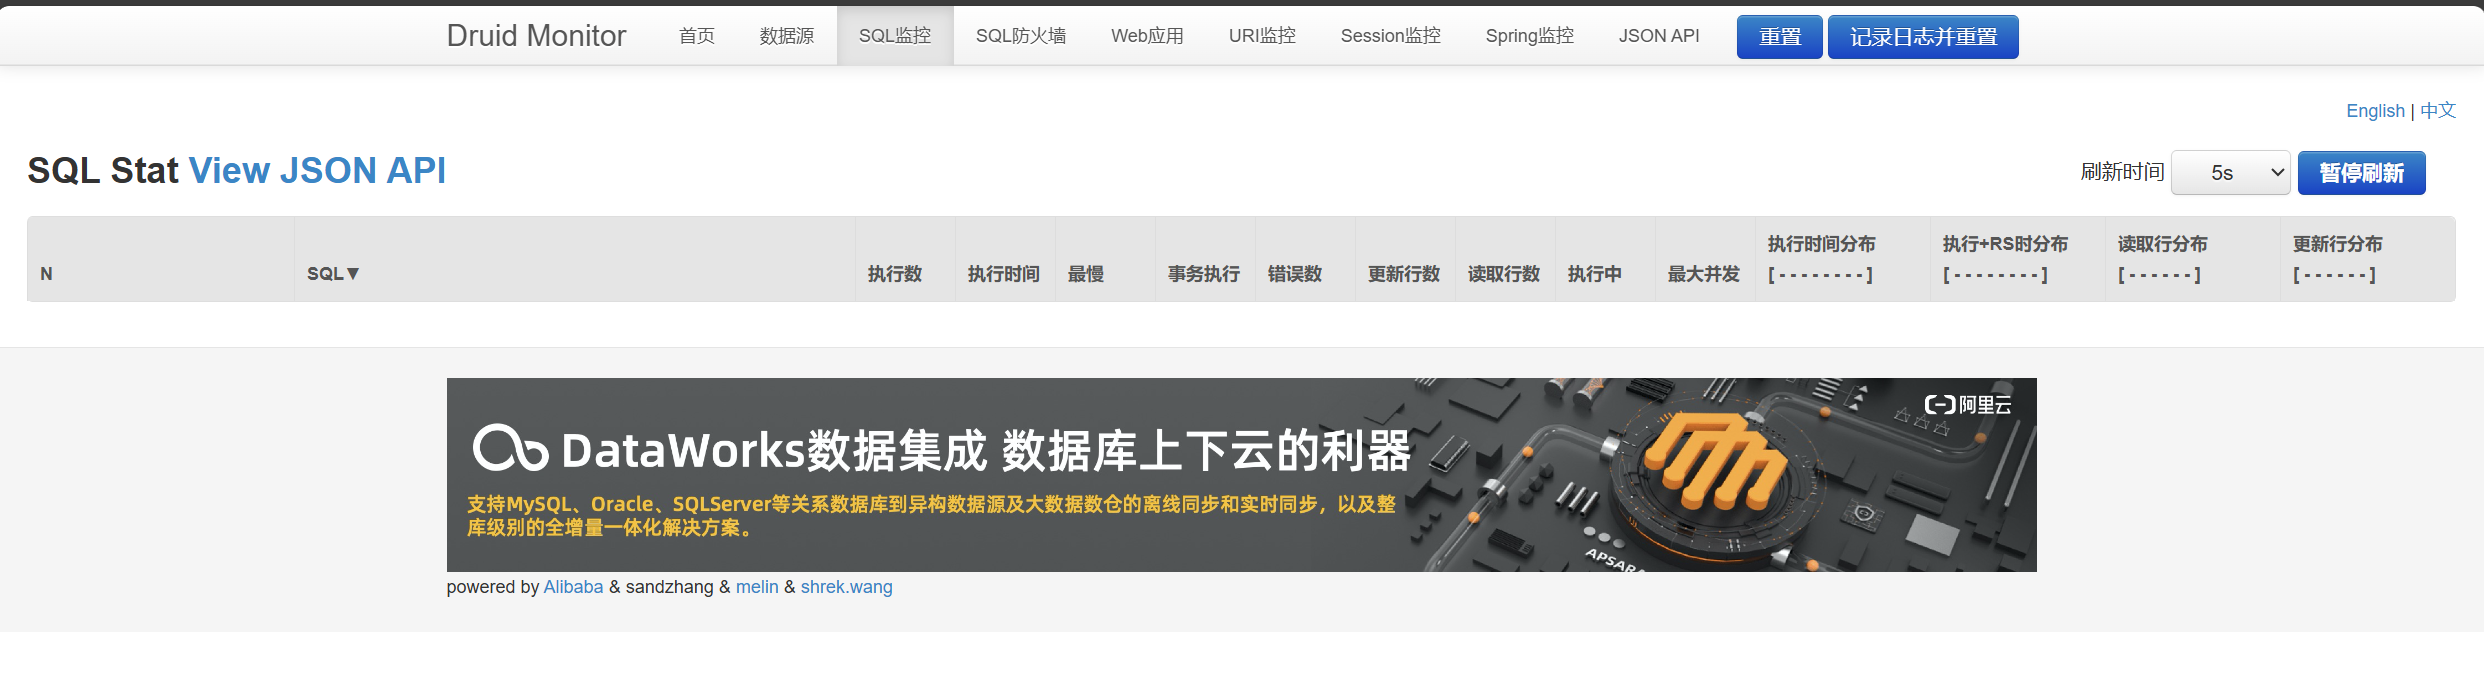 Druid Monitor 首页 数据源 SQL监控 SQL防火墙 Web应用 URI监控 Session监控 Spring监控 JSON API 重置 记录日志并重置
English | 中文
SQL Stat View JSON API 刷新时间 5s 暂停刷新
N SQL▼ 执行数 执行时间 最慢 事务执行 错误数 更新行数 读取行数 执行中 最大并发 执行时间分布 [ - - - - - - - - ] 执行+RS时分布 [ - - - - - - - - ] 读取行分布 [ - - - - - - ] 更新行分布 [ - - - - - - ]
阿里云
DataWorks数据集成 数据库上下云的利器
支持MySQL、Oracle、SQLServer等关系数据库到异构数据源及大数据数仓的离线同步和实时同步，以及整
库级别的全增量一体化解决方案。
powered by Alibaba & sandzhang & melin & shrek.wang